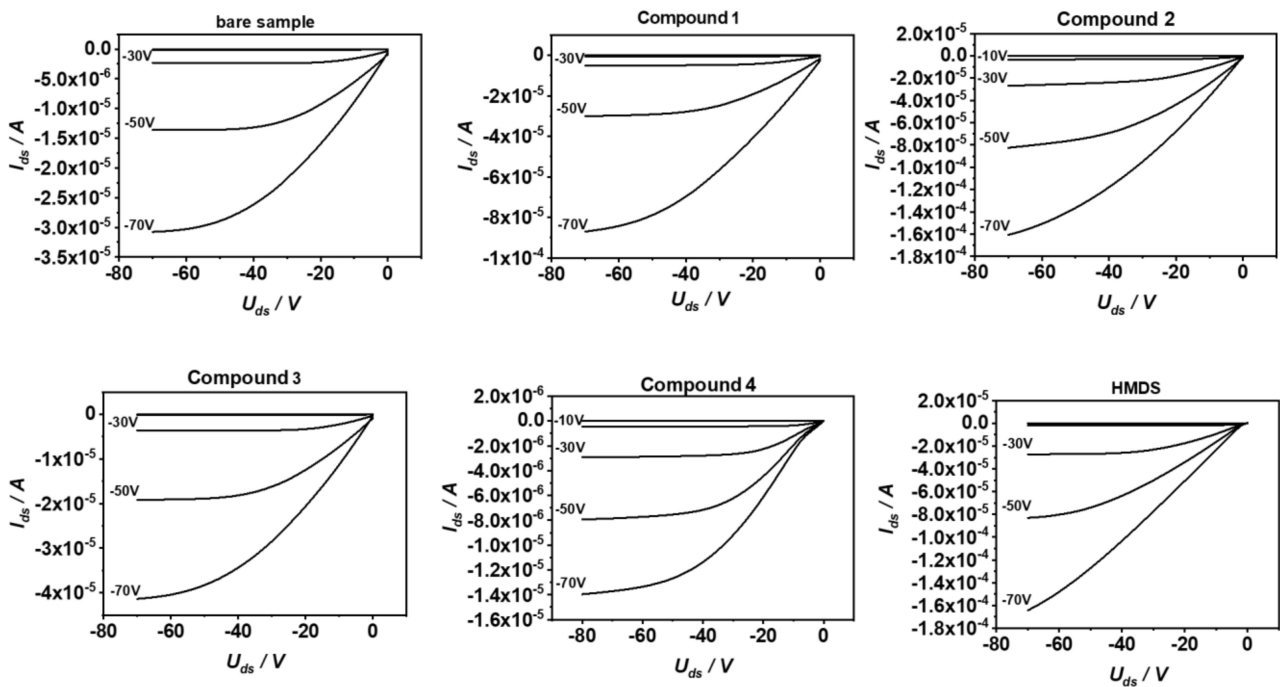 bare sample
0.0
-5.0x10⁻⁶
-1.0x10⁻⁵
-1.5x10⁻⁵
-2.0x10⁻⁵
-2.5x10⁻⁵
-3.0x10⁻⁵
-3.5x10⁻⁵
-30V
-50V
-70V
I_ds / A
-80 -60 -40 -20 0
U_ds / V
Compound 1
0
-2x10⁻⁵
-4x10⁻⁵
-6x10⁻⁵
-8x10⁻⁵
-1x10⁻⁴
-30V
-50V
-70V
I_ds / A
-80 -60 -40 -20 0
U_ds / V
Compound 2
2.0x10⁻⁵
0.0
-2.0x10⁻⁵
-4.0x10⁻⁵
-6.0x10⁻⁵
-8.0x10⁻⁵
-1.0x10⁻⁴
-1.2x10⁻⁴
-1.4x10⁻⁴
-1.6x10⁻⁴
-1.8x10⁻⁴
-10V
-30V
-50V
-70V
I_ds / A
-80 -60 -40 -20 0
U_ds / V
Compound 3
0
-1x10⁻⁵
-2x10⁻⁵
-3x10⁻⁵
-4x10⁻⁵
-30V
-50V
-70V
I_ds / A
-80 -60 -40 -20 0
U_ds / V
Compound 4
2.0x10⁻⁶
0.0
-2.0x10⁻⁶
-4.0x10⁻⁶
-6.0x10⁻⁶
-8.0x10⁻⁶
-1.0x10⁻⁵
-1.2x10⁻⁵
-1.4x10⁻⁵
-1.6x10⁻⁵
-10V
-30V
-50V
-70V
I_ds / A
-80 -60 -40 -20 0
U_ds / V
HMDS
2.0x10⁻⁵
0.0
-2.0x10⁻⁵
-4.0x10⁻⁵
-6.0x10⁻⁵
-8.0x10⁻⁵
-1.0x10⁻⁴
-1.2x10⁻⁴
-1.4x10⁻⁴
-1.6x10⁻⁴
-1.8x10⁻⁴
-30V
-50V
-70V
I_ds / A
-80 -60 -40 -20 0
U_ds / V